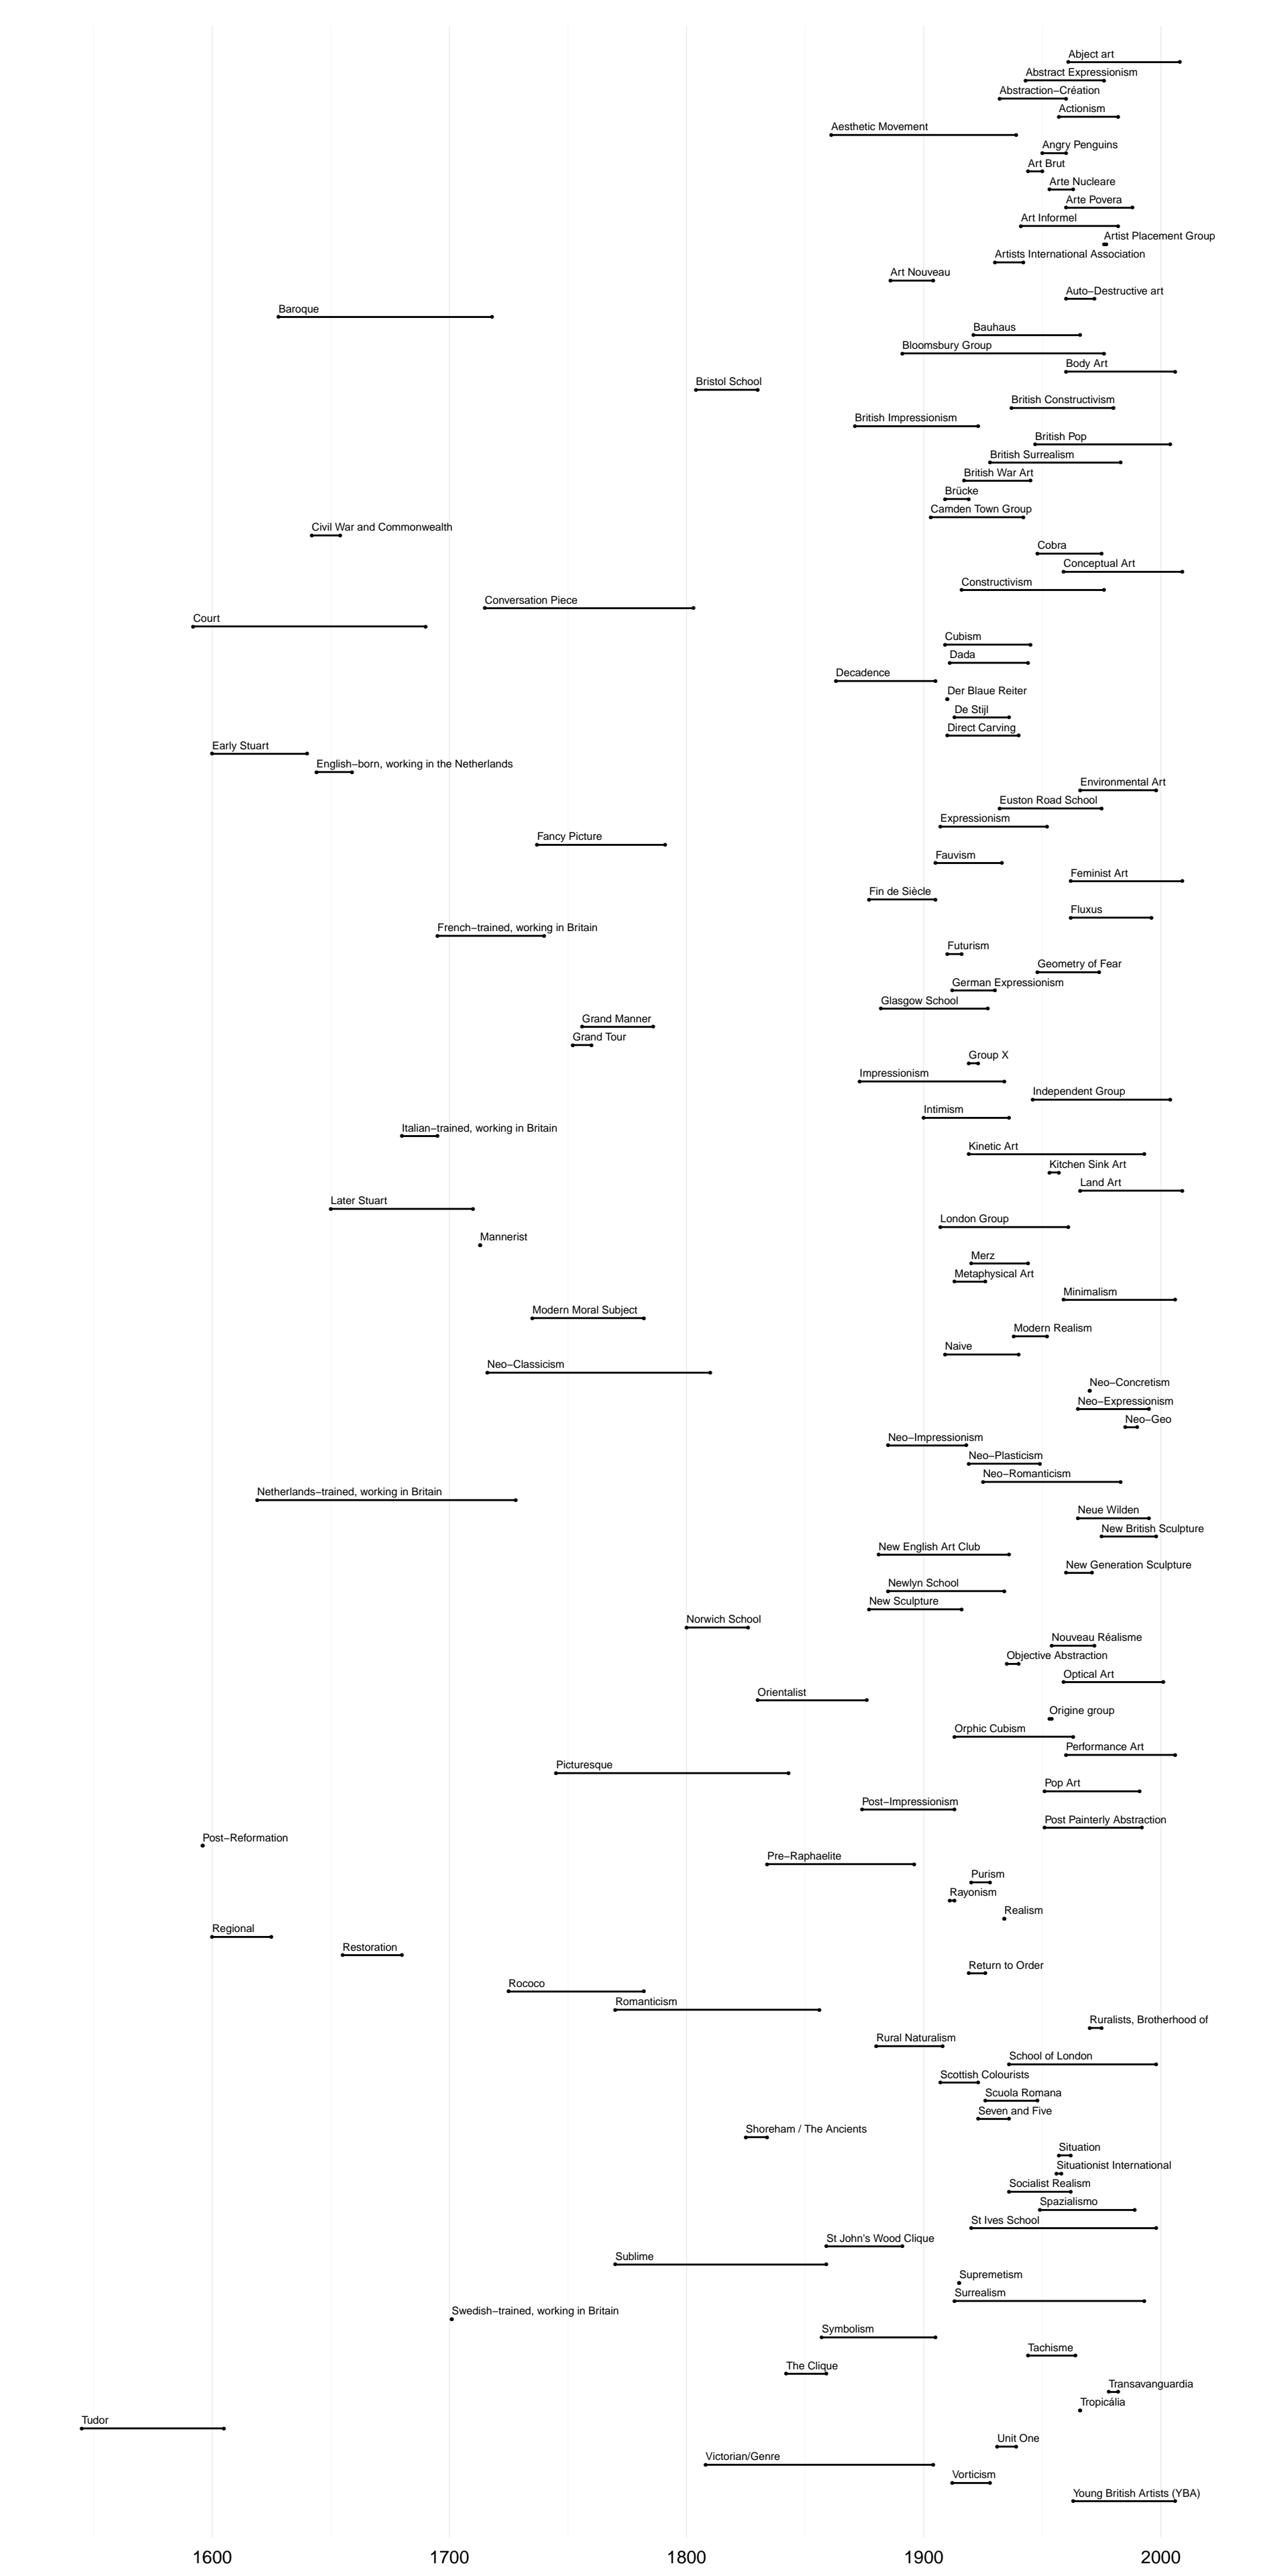 Abject art
Abstract Expressionism
Abstraction−Création
Actionism
Aesthetic Movement
Angry Penguins
Art Brut
Arte Nucleare
Arte Povera
Art Informel
Artist Placement Group
Artists International Association
Art Nouveau
Auto−Destructive art
Baroque
Bauhaus
Bloomsbury Group
Body Art
Bristol School
British Constructivism
British Impressionism
British Pop
British Surrealism
British War Art
Brücke
Camden Town Group
Civil War and Commonwealth
Cobra
Conceptual Art
Constructivism
Conversation Piece
Court
Cubism
Dada
Decadence
Der Blaue Reiter
De Stijl
Direct Carving
Early Stuart
English−born, working in the Netherlands
Environmental Art
Euston Road School
Expressionism
Fancy Picture
Fauvism
Feminist Art
Fin de Siècle
Fluxus
French−trained, working in Britain
Futurism
Geometry of Fear
German Expressionism
Glasgow School
Grand Manner
Grand Tour
Group X
Impressionism
Independent Group
Intimism
Italian−trained, working in Britain
Kinetic Art
Kitchen Sink Art
Land Art
Later Stuart
London Group
Mannerist
Merz
Metaphysical Art
Minimalism
Modern Moral Subject
Modern Realism
Naive
Neo−Classicism
Neo−Concretism
Neo−Expressionism
Neo−Geo
Neo−Impressionism
Neo−Plasticism
Neo−Romanticism
Netherlands−trained, working in Britain
Neue Wilden
New British Sculpture
New English Art Club
New Generation Sculpture
Newlyn School
New Sculpture
Norwich School
Nouveau Réalisme
Objective Abstraction
Optical Art
Orientalist
Origine group
Orphic Cubism
Performance Art
Picturesque
Pop Art
Post−Impressionism
Post Painterly Abstraction
Post−Reformation
Pre−Raphaelite
Purism
Rayonism
Realism
Regional
Restoration
Return to Order
Rococo
Romanticism
Ruralists, Brotherhood of
Rural Naturalism
School of London
Scottish Colourists
Scuola Romana
Seven and Five
Shoreham / The Ancients
Situation
Situationist International
Socialist Realism
Spazialismo
St Ives School
St John's Wood Clique
Sublime
Supremetism
Surrealism
Swedish−trained, working in Britain
Symbolism
Tachisme
The Clique
Transavanguardia
Tropicália
Tudor
Unit One
Victorian/Genre
Vorticism
Young British Artists (YBA)
1600 1700 1800 1900 2000